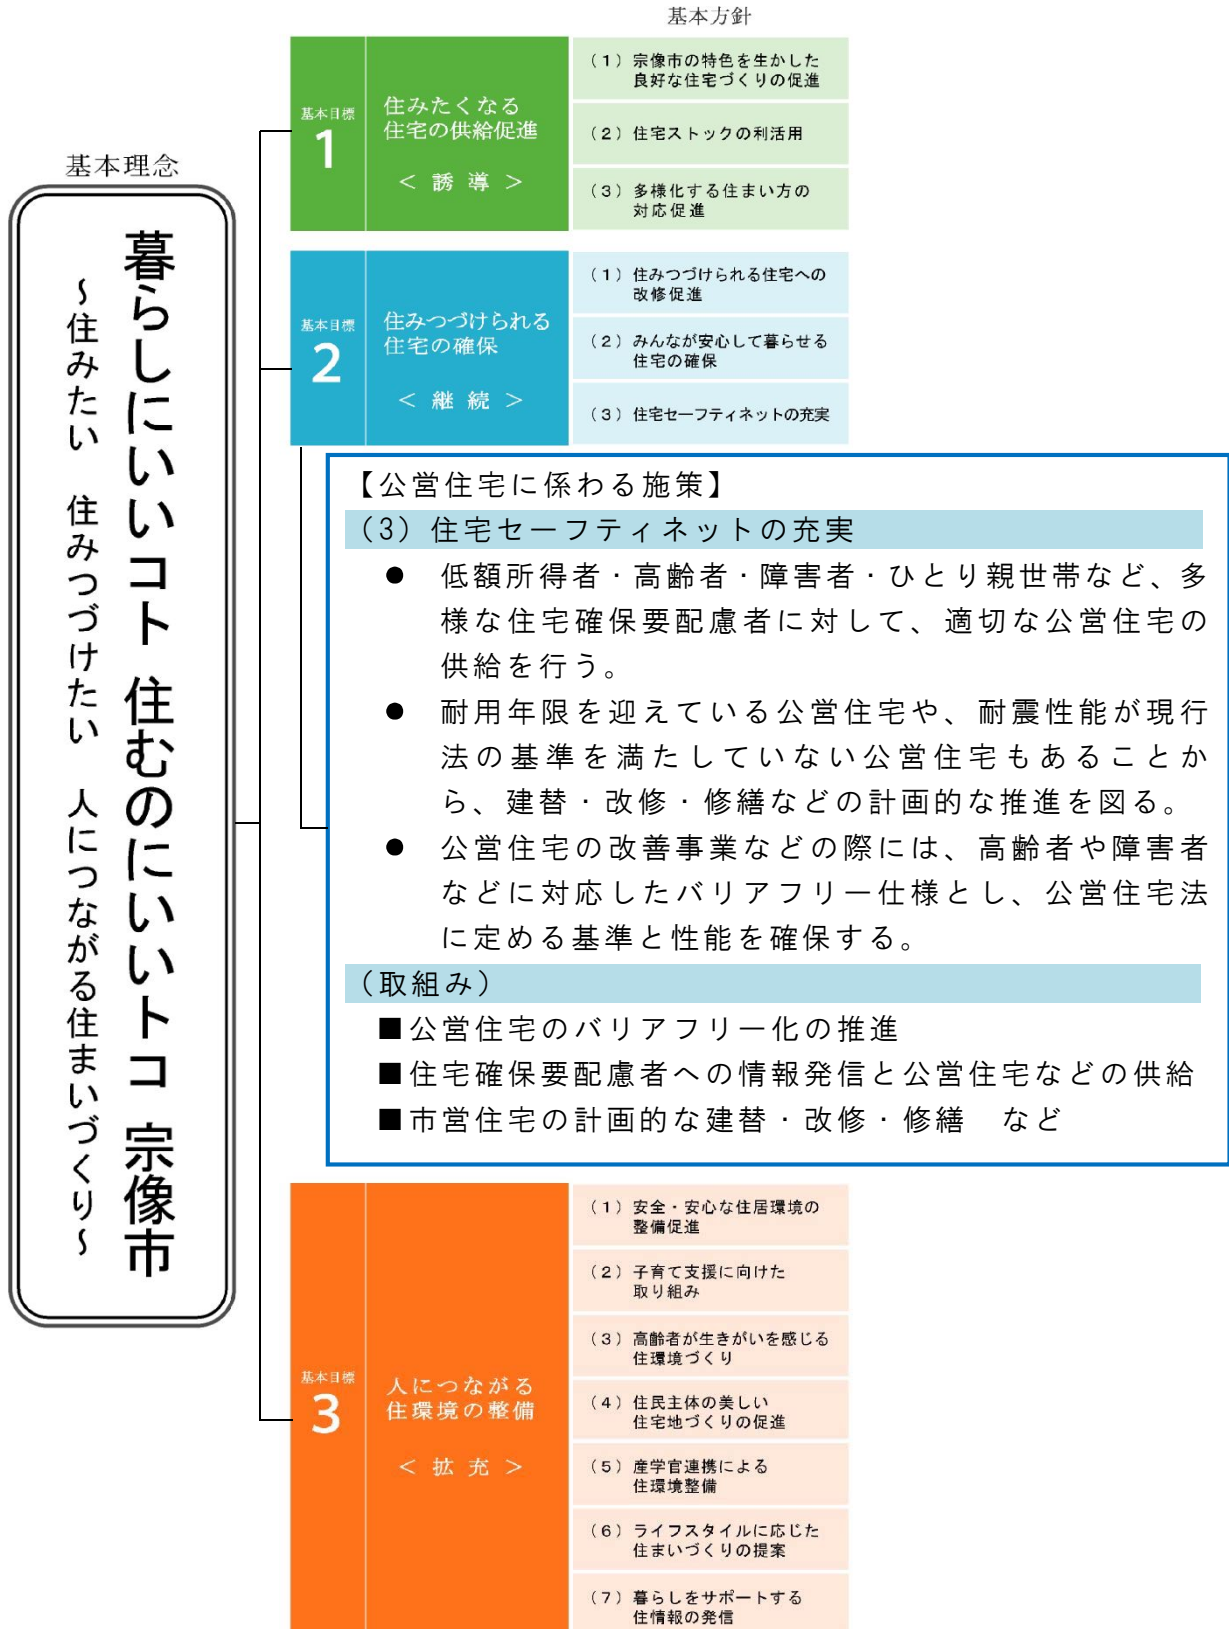 基本理念
暮らしにいいコト 住むのにいいトコ 宗像市
~住みたい 住みつづけたい 人につながる住まいづくり~
基本方針
基本目標
1
住みたくなる
住宅の供給促進
< 誘 導 >
(1) 宗像市の特色を生かした
良好な住宅づくりの促進
(2) 住宅ストックの利活用
(3) 多様化する住まい方の
対応促進
基本目標
2
住みつづけられる
住宅の確保
< 継 続 >
(1) 住みつづけられる住宅への
改修促進
(2) みんなが安心して暮らせる
住宅の確保
(3) 住宅セーフティネットの充実
【公営住宅に係わる施策】
(3) 住宅セーフティネットの充実
● 低額所得者・高齢者・障害者・ひとり親世帯など、多
様な住宅確保要配慮者に対して、適切な公営住宅の
供給を行う。
● 耐用年限を迎えている公営住宅や、耐震性能が現行
法の基準を満たしていない公営住宅もあることか
ら、建替・改修・修繕などの計画的な推進を図る。
● 公営住宅の改善事業などの際には、高齢者や障害者
などに対応したバリアフリー仕様とし、公営住宅法
に定める基準と性能を確保する。
(取組み)
■公営住宅のバリアフリー化の推進
■住宅確保要配慮者への情報発信と公営住宅などの供給
■市営住宅の計画的な建替・改修・修繕 など
基本目標
3
人につながる
住環境の整備
< 拡 充 >
(1) 安全・安心な住居環境の
整備促進
(2) 子育て支援に向けた
取り組み
(3) 高齢者が生きがいを感じる
住環境づくり
(4) 住民主体の美しい
住宅地づくりの促進
(5) 産学官連携による
住環境整備
(6) ライフスタイルに応じた
住まいづくりの提案
(7) 暮らしをサポートする
住情報の発信